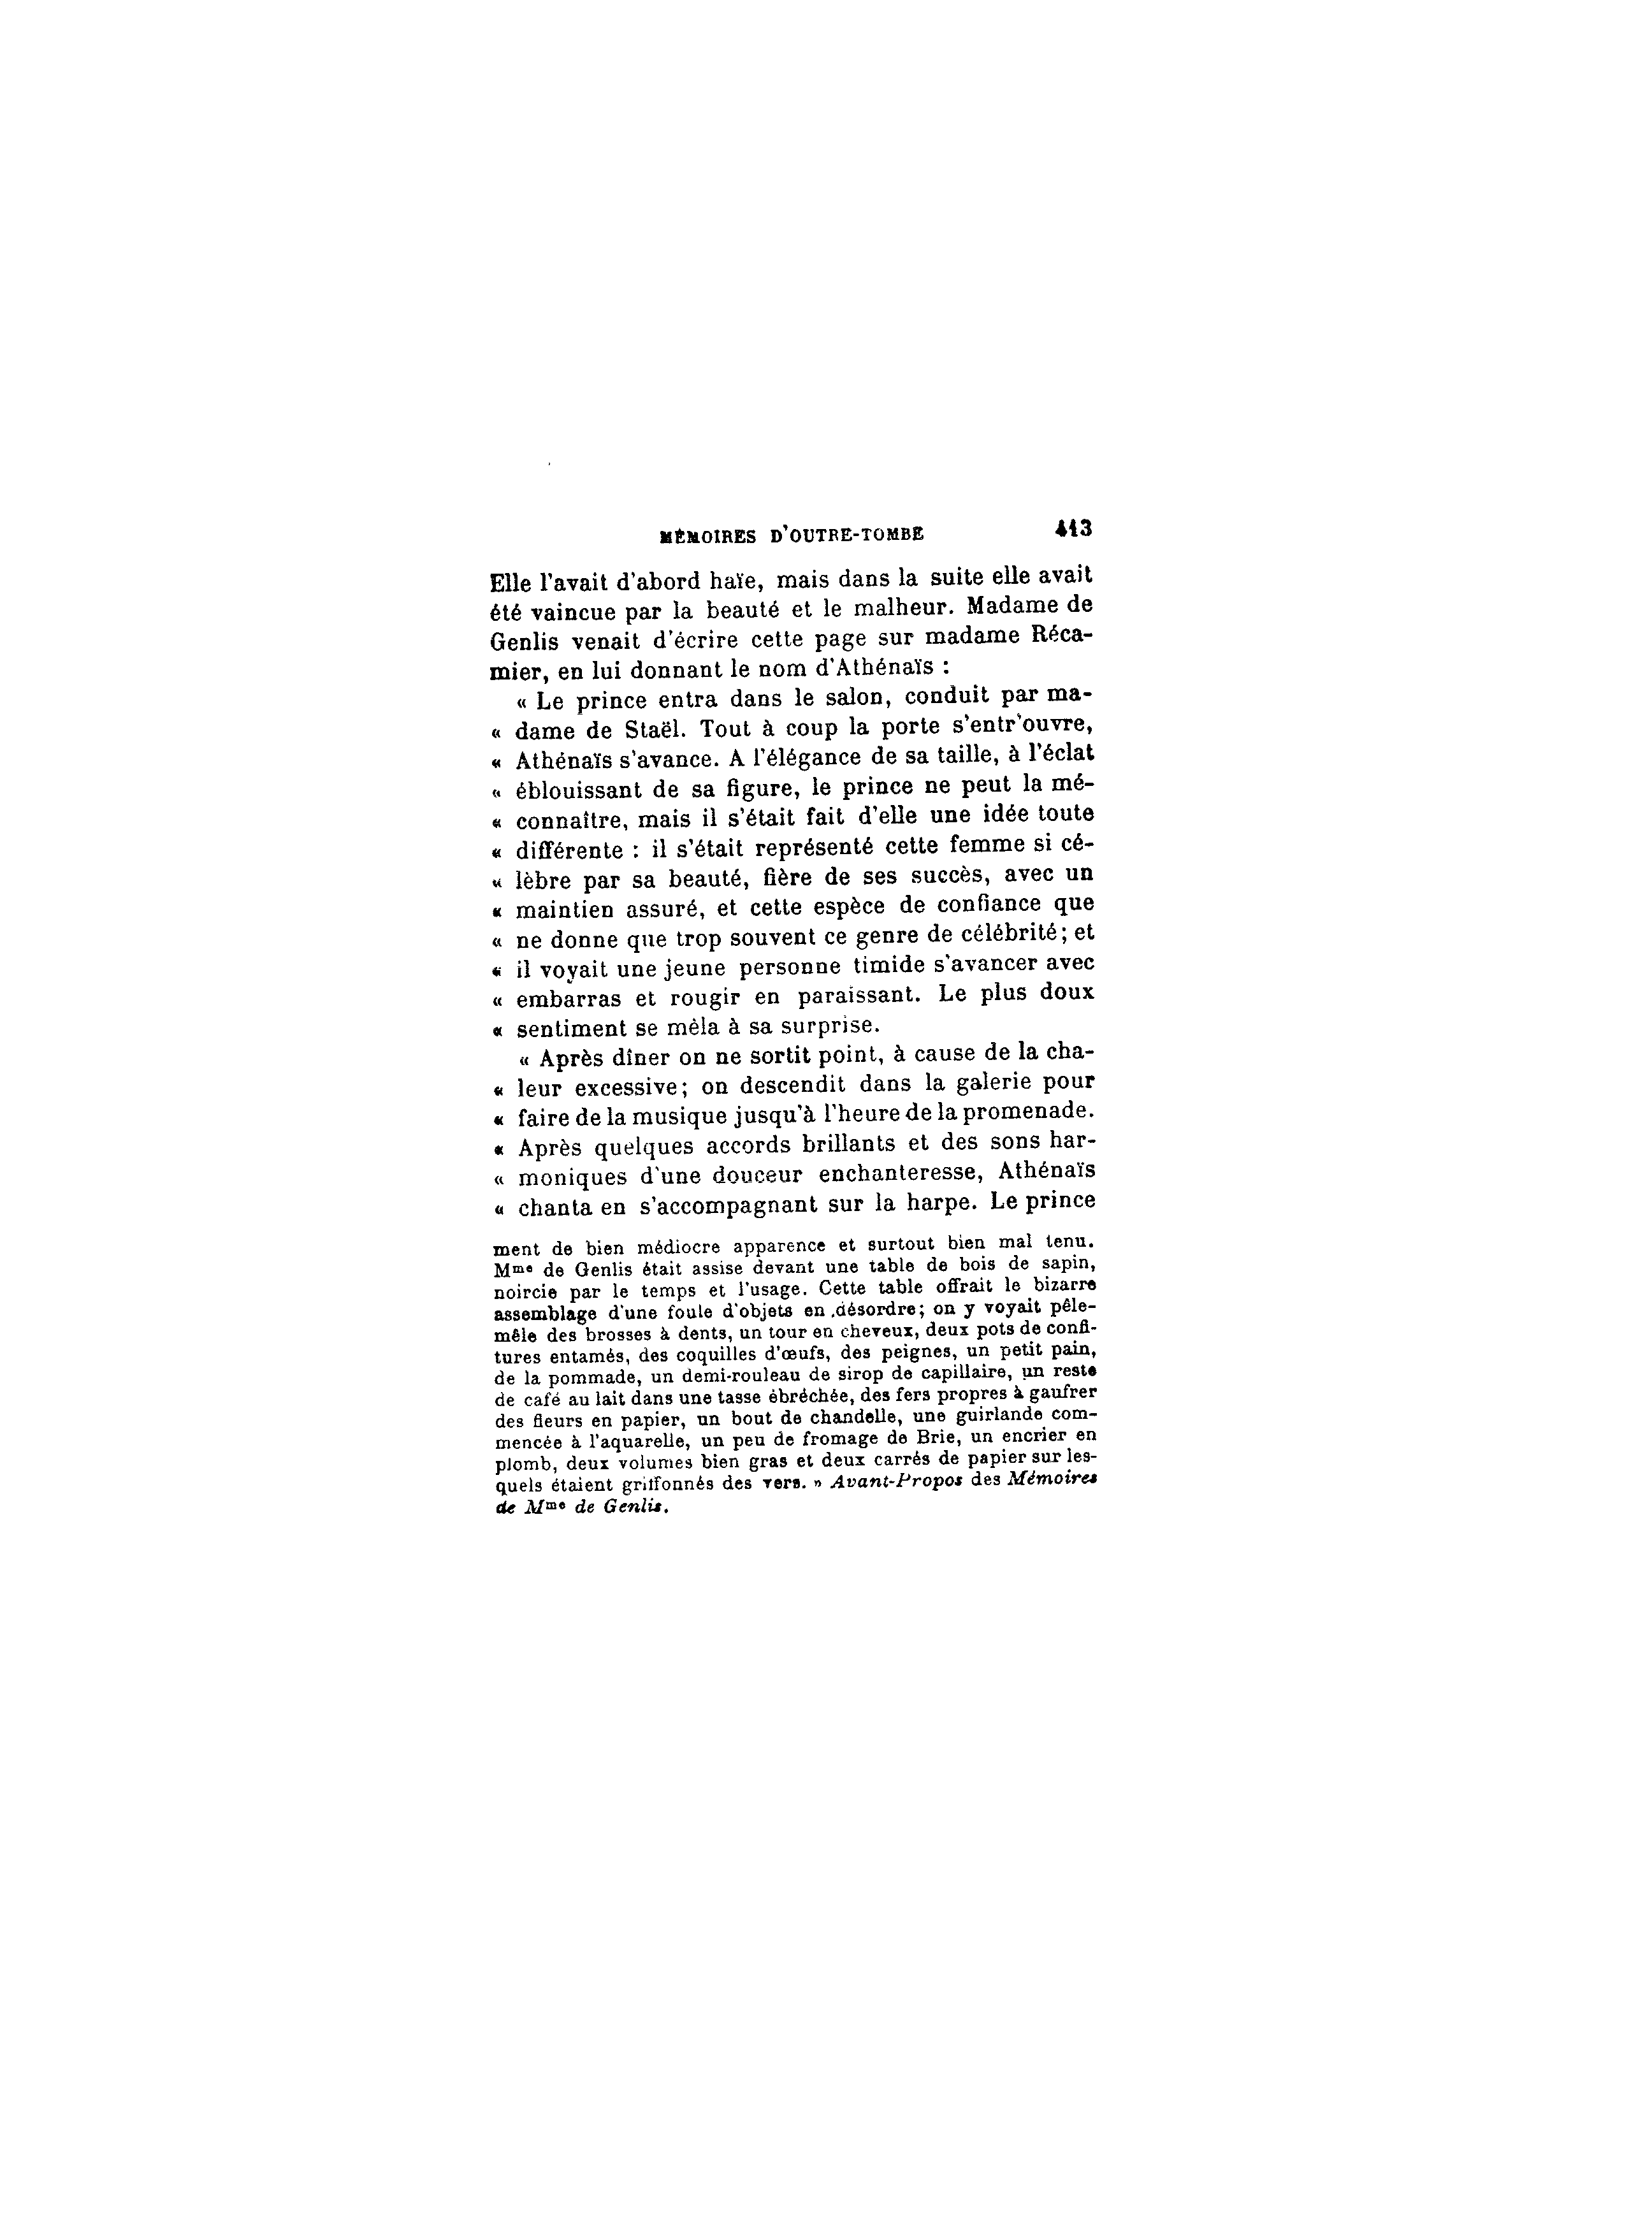 MÉMOIRES D'OUTRE-TOMBE 413
Elle l'avait d'abord haïe, mais dans la suite elle avait
été vaincue par la beauté et le malheur. Madame de
Genlis venait d'écrire cette page sur madame Réca-
mier, en lui donnant le nom d'Athénaïs :
« Le prince entra dans le salon, conduit par ma-
« dame de Staël. Tout à coup la porte s'entr'ouvre,
« Athénaïs s'avance. A l'élégance de sa taille, à l'éclat
« éblouissant de sa figure, le prince ne peut la mé-
« connaître, mais il s'était fait d'elle une idée toute
« différente : il s'était représenté cette femme si cé-
« lèbre par sa beauté, fière de ses succès, avec un
« maintien assuré, et cette espèce de confiance que
« ne donne que trop souvent ce genre de célébrité; et
« il voyait une jeune personne timide s'avancer avec
« embarras et rougir en paraissant. Le plus doux
« sentiment se mêla à sa surprise.
« Après dîner on ne sortit point, à cause de la cha-
« leur excessive; on descendit dans la galerie pour
« faire de la musique jusqu'à l'heure de la promenade.
« Après quelques accords brillants et des sons har-
« moniques d'une douceur enchanteresse, Athénaïs
« chanta en s'accompagnant sur la harpe. Le prince
ment de bien médiocre apparence et surtout bien mal tenu.
Mme de Genlis était assise devant une table de bois de sapin,
noircie par le temps et l'usage. Cette table offrait le bizarre
assemblage d'une foule d'objets en désordre; on y voyait pêle-
mêle des brosses à dents, un tour en cheveux, deux pots de confi-
tures entamés, des coquilles d'œufs, des peignes, un petit pain,
de la pommade, un demi-rouleau de sirop de capillaire, un reste
de café au lait dans une tasse ébréchée, des fers propres à gaufrer
des fleurs en papier, un bout de chandelle, une guirlande com-
mencée à l'aquarelle, un peu de fromage de Brie, un encrier en
plomb, deux volumes bien gras et deux carrés de papier sur les-
quels étaient griffonnés des vers. » Avant-Propos des Mémoires
de Mme de Genlis.